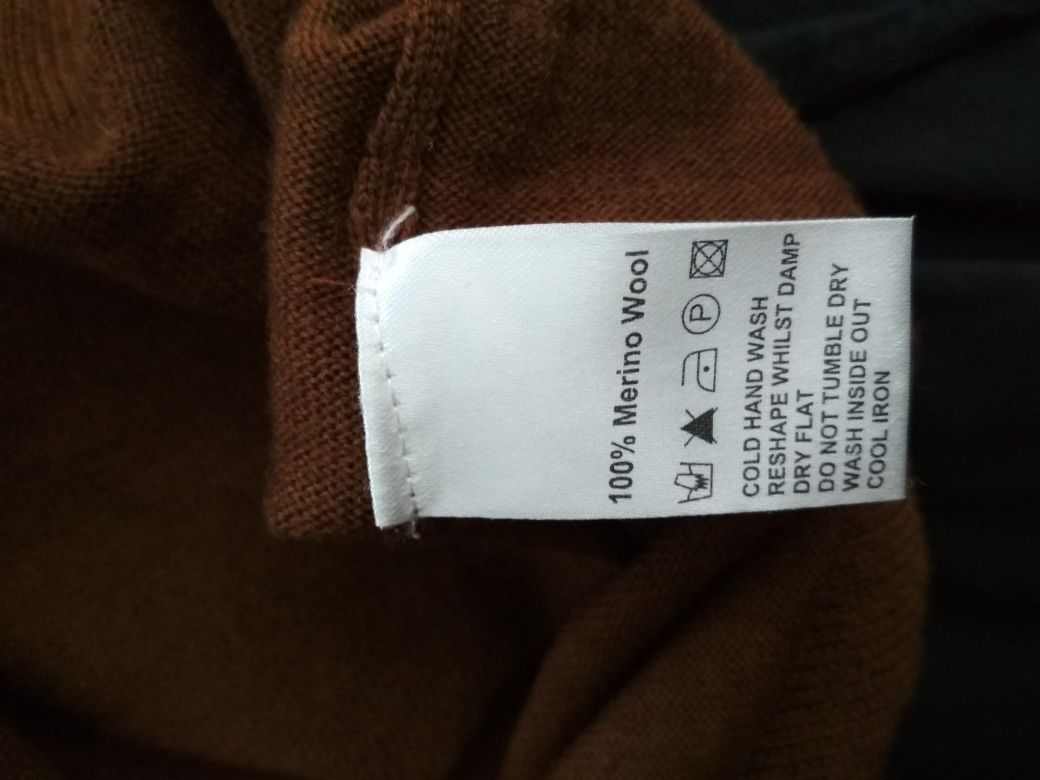 100% Merino Wool
P
COLD HAND WASH
RESHAPE WHILST DAMP
DRY FLAT
DO NOT TUMBLE DRY
WASH INSIDE OUT
COOL IRON